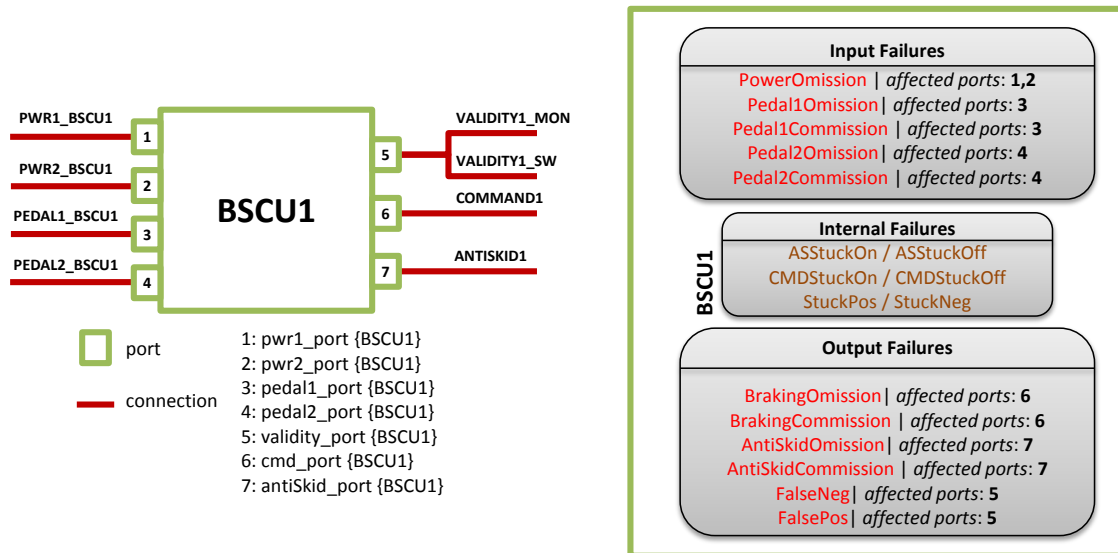 PWR1_BSCU1
PWR2_BSCU1
PEDAL1_BSCU1
PEDAL2_BSCU1
1
2
3
4
BSCU1
5
6
7
VALIDITY1_MON
VALIDITY1_SW
COMMAND1
ANTISKID1
port
connection
1: pwr1_port {BSCU1}
2: pwr2_port {BSCU1}
3: pedal1_port {BSCU1}
4: pedal2_port {BSCU1}
5: validity_port {BSCU1}
6: cmd_port {BSCU1}
7: antiSkid_port {BSCU1}
BSCU1
Input Failures
PowerOmission | affected ports: 1,2
Pedal1Omission| affected ports: 3
Pedal1Commission | affected ports: 3
Pedal2Omission| affected ports: 4
Pedal2Commission | affected ports: 4
Internal Failures
ASStuckOn / ASStuckOff
CMDStuckOn / CMDStuckOff
StuckPos / StuckNeg
Output Failures
BrakingOmission| affected ports: 6
BrakingCommission | affected ports: 6
AntiSkidOmission| affected ports: 7
AntiSkidCommission | affected ports: 7
FalseNeg| affected ports: 5
FalsePos| affected ports: 5